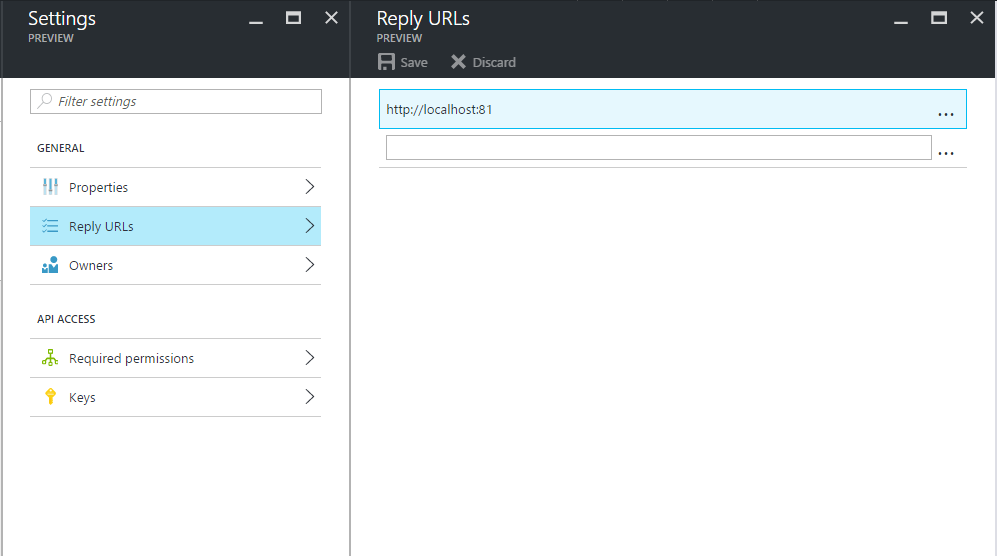 Settings
PREVIEW
Filter settings
GENERAL
Properties
Reply URLs
Owners
API ACCESS
Required permissions
Keys
Reply URLs
PREVIEW
Save Discard
http://localhost:81 ...
...